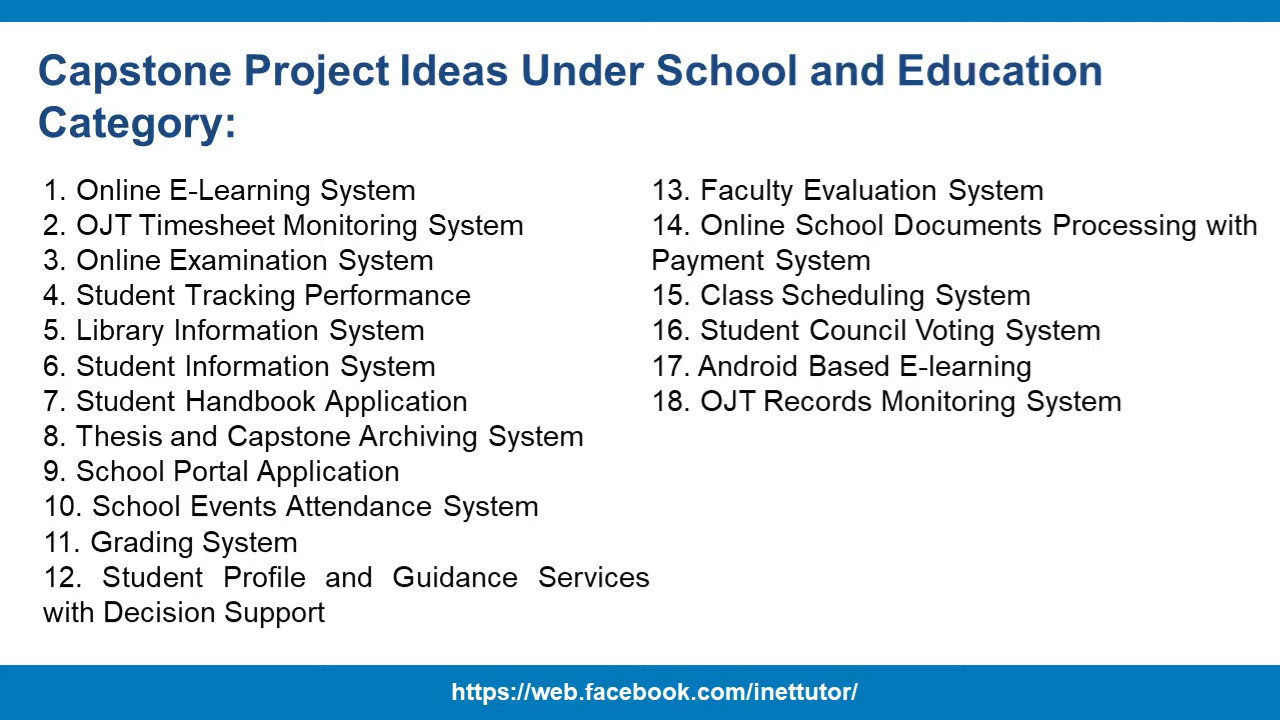 Capstone Project Ideas Under School and Education
Category:
1. Online E-Learning System
2. OJT Timesheet Monitoring System
3. Online Examination System
4. Student Tracking Performance
5. Library Information System
6. Student Information System
7. Student Handbook Application
8. Thesis and Capstone Archiving System
9. School Portal Application
10. School Events Attendance System
11. Grading System
12. Student Profile and Guidance Services
with Decision Support
13. Faculty Evaluation System
14. Online School Documents Processing with
Payment System
15. Class Scheduling System
16. Student Council Voting System
17. Android Based E-learning
18. OJT Records Monitoring System
https://web.facebook.com/inettutor/